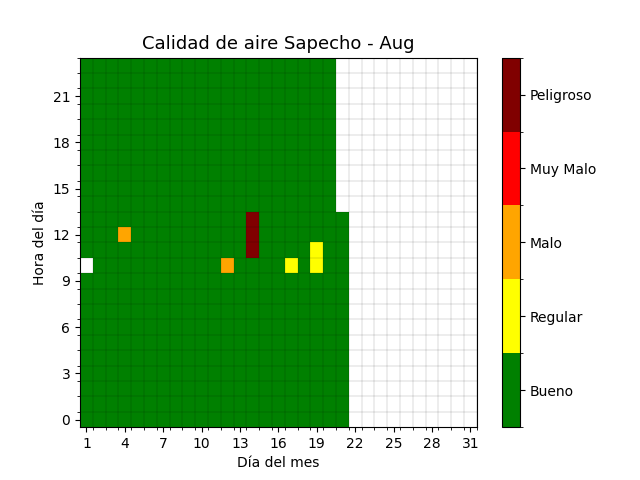 Calidad de aire Sapecho - Aug
Hora del día
21
18
15
12
9
6
3
0
1 4 7 10 13 16 19 22 25 28 31
Día del mes
Peligroso
Muy Malo
Malo
Regular
Bueno